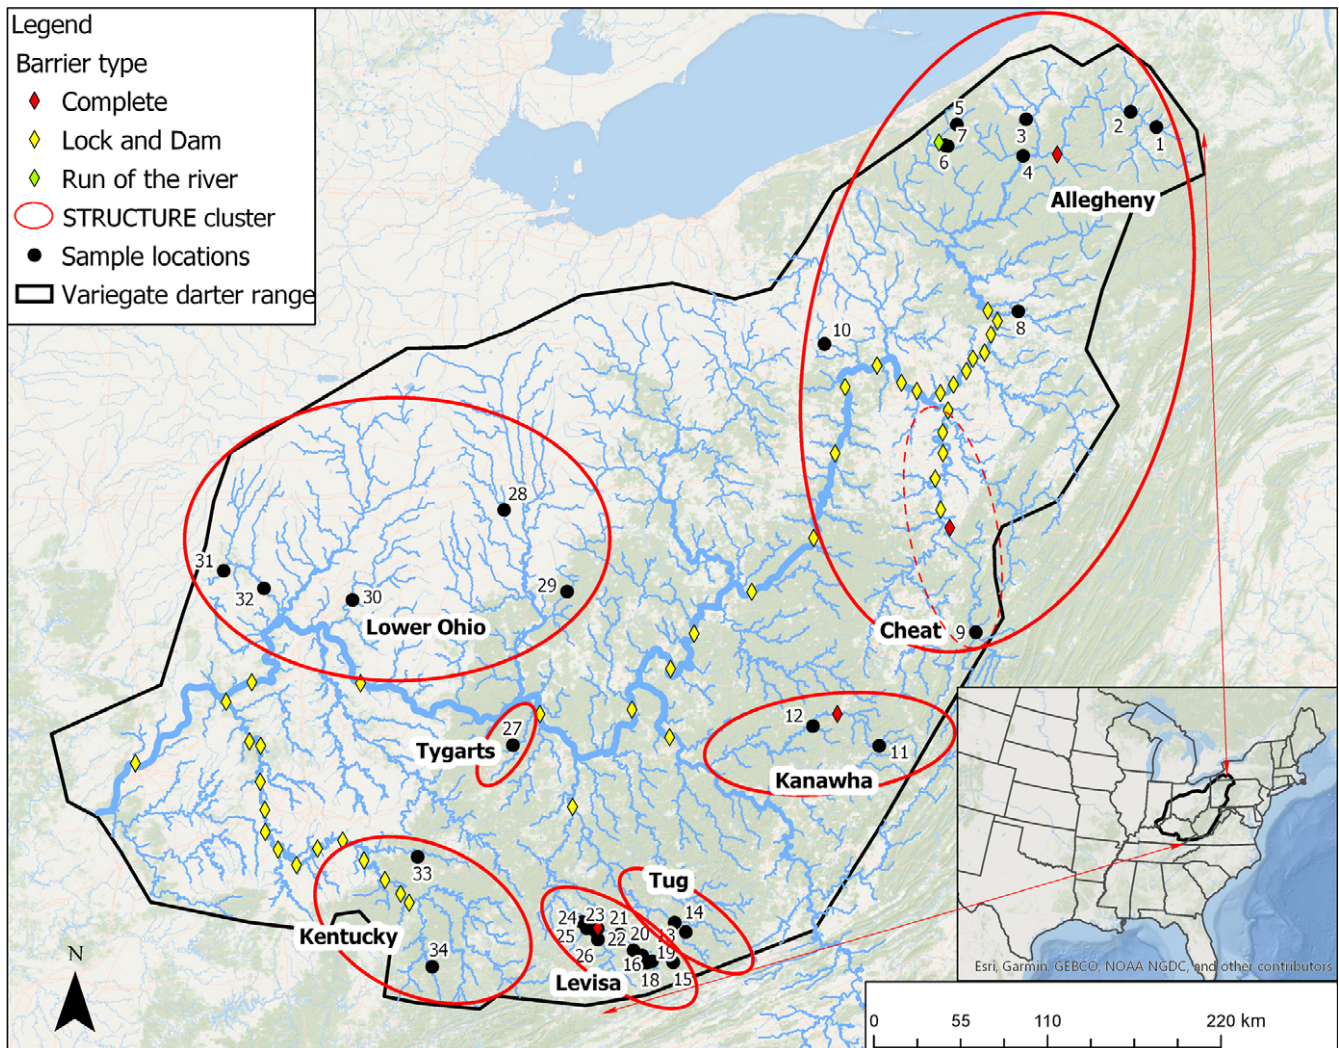 Legend
Barrier type
Complete
Lock and Dam
Run of the river
STRUCTURE cluster
Sample locations
Variegate darter range
5
7
6
3
4
2
1
Allegheny
8
10
28
31
32
30
29
Lower Ohio
Cheat
9
12
11
Kanawha
27
Tygarts
33
34
Kentucky
Tug
14
13
24
23
21
25
22
20
19
26
16
18
15
Levisa
N
Esri, Garmin, GEBCO, NOAA NGDC, and other contributors
0 55 110 220 km